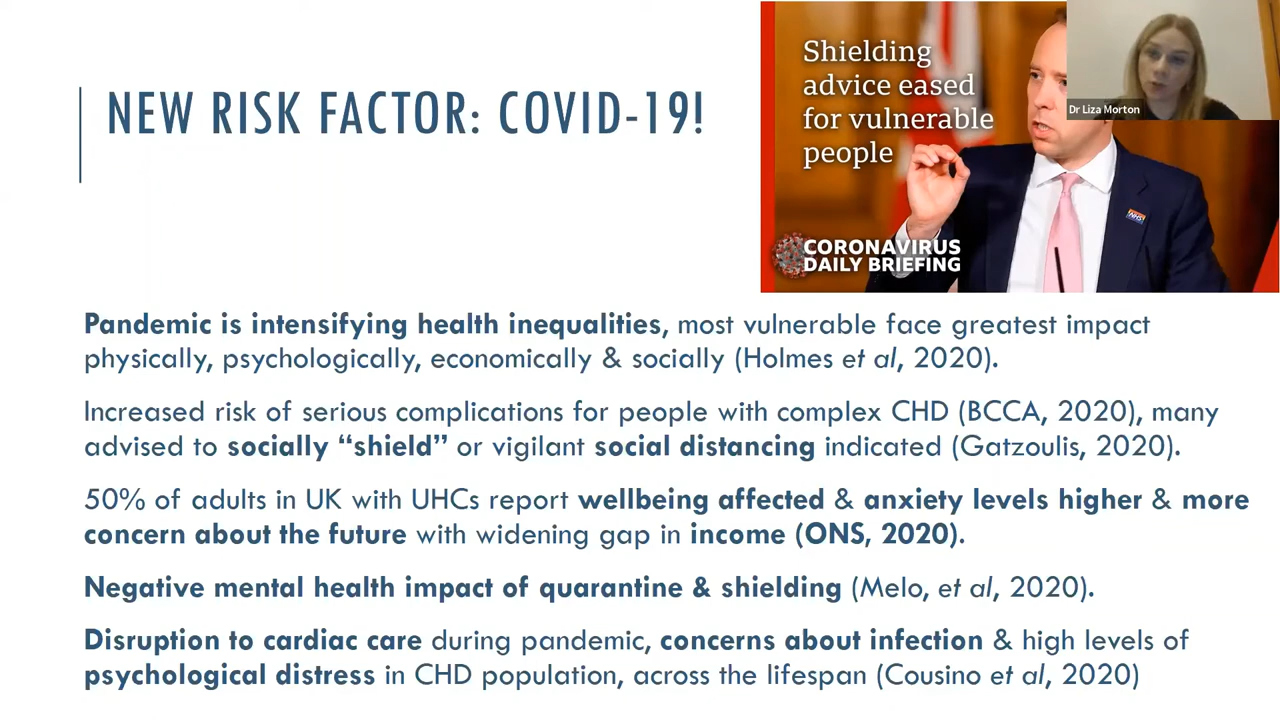 NEW RISK FACTOR: COVID-19!
Shielding
advice eased
for vulnerable
people
CORONAVIRUS
DAILY BRIEFING
Dr Liza Morton
Pandemic is intensifying health inequalities, most vulnerable face greatest impact
physically, psychologically, economically & socially (Holmes et al, 2020).
Increased risk of serious complications for people with complex CHD (BCCA, 2020), many
advised to socially “shield” or vigilant social distancing indicated (Gatzoulis, 2020).
50% of adults in UK with UHCs report wellbeing affected & anxiety levels higher & more
concern about the future with widening gap in income (ONS, 2020).
Negative mental health impact of quarantine & shielding (Melo, et al, 2020).
Disruption to cardiac care during pandemic, concerns about infection & high levels of
psychological distress in CHD population, across the lifespan (Cousino et al, 2020)